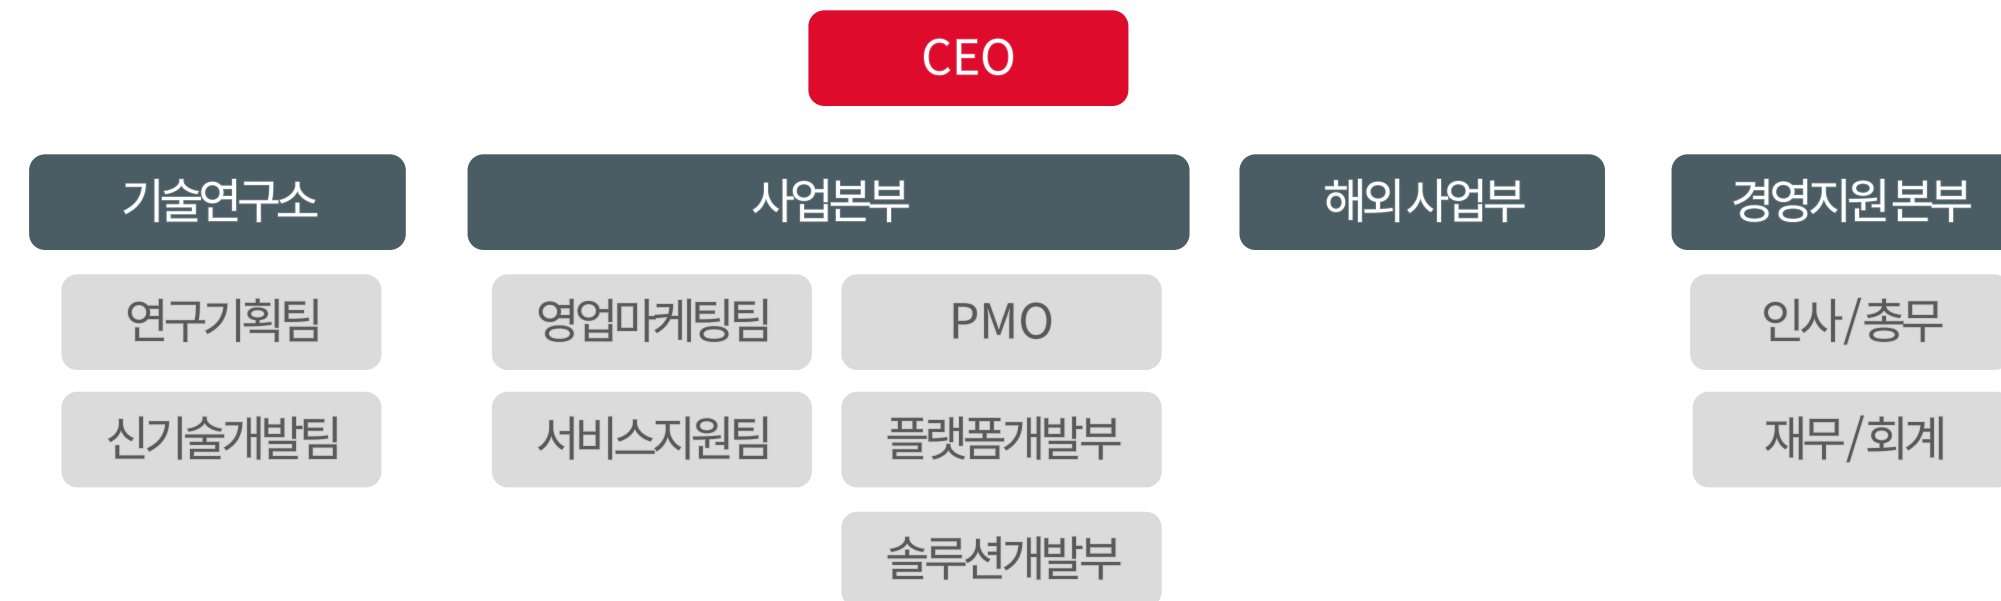 CEO
기술연구소
사업본부
해외 사업부
경영지원 본부
연구기획팀
영업마케팅팀
PMO
인사 / 총무
신기술개발팀
서비스지원팀
플랫폼개발부
재무 / 회계
솔루션개발부